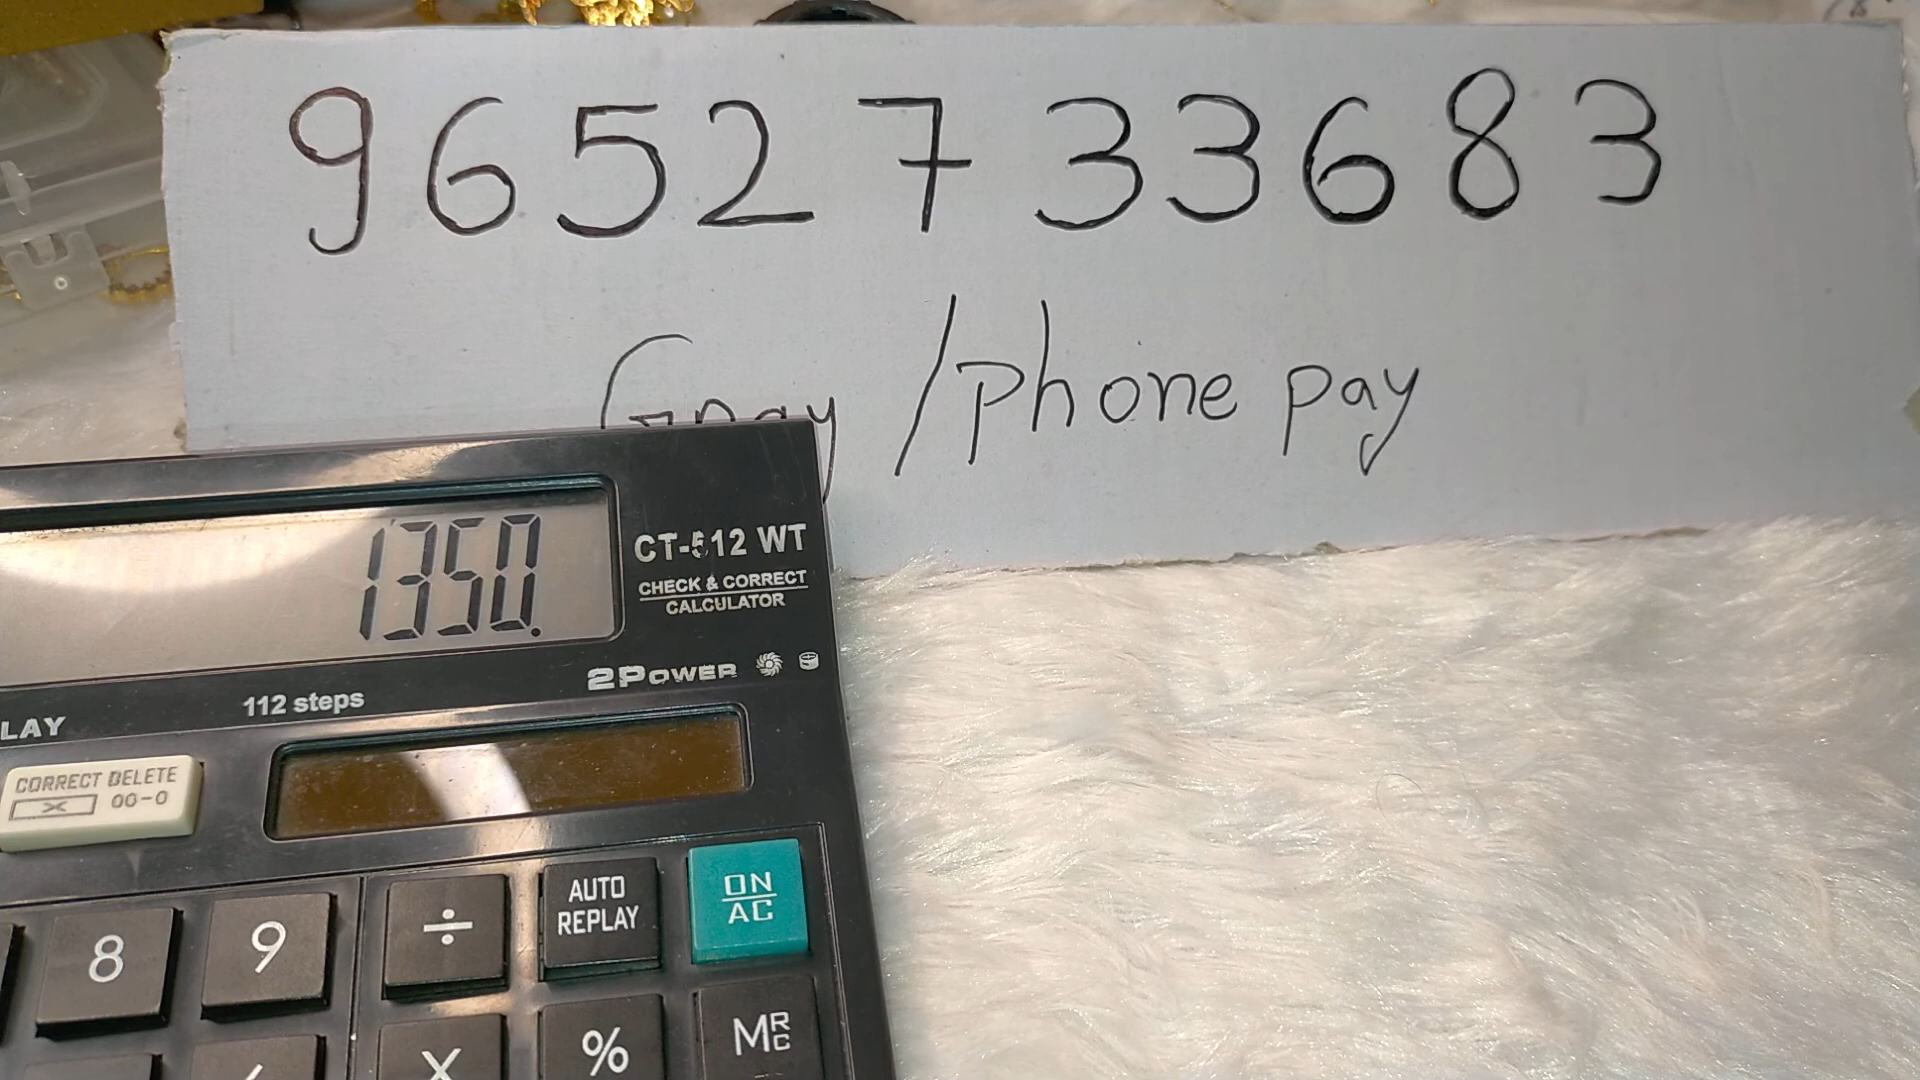 9652733683
Gpay / Phone pay
1350.
CT-512 WT
CHECK & CORRECT
CALCULATOR
2POWER
112 steps
LAY
CORRECT DELETE
00-0
AUTO
REPLAY
ON
AC
8
9
÷
X
%
MRC